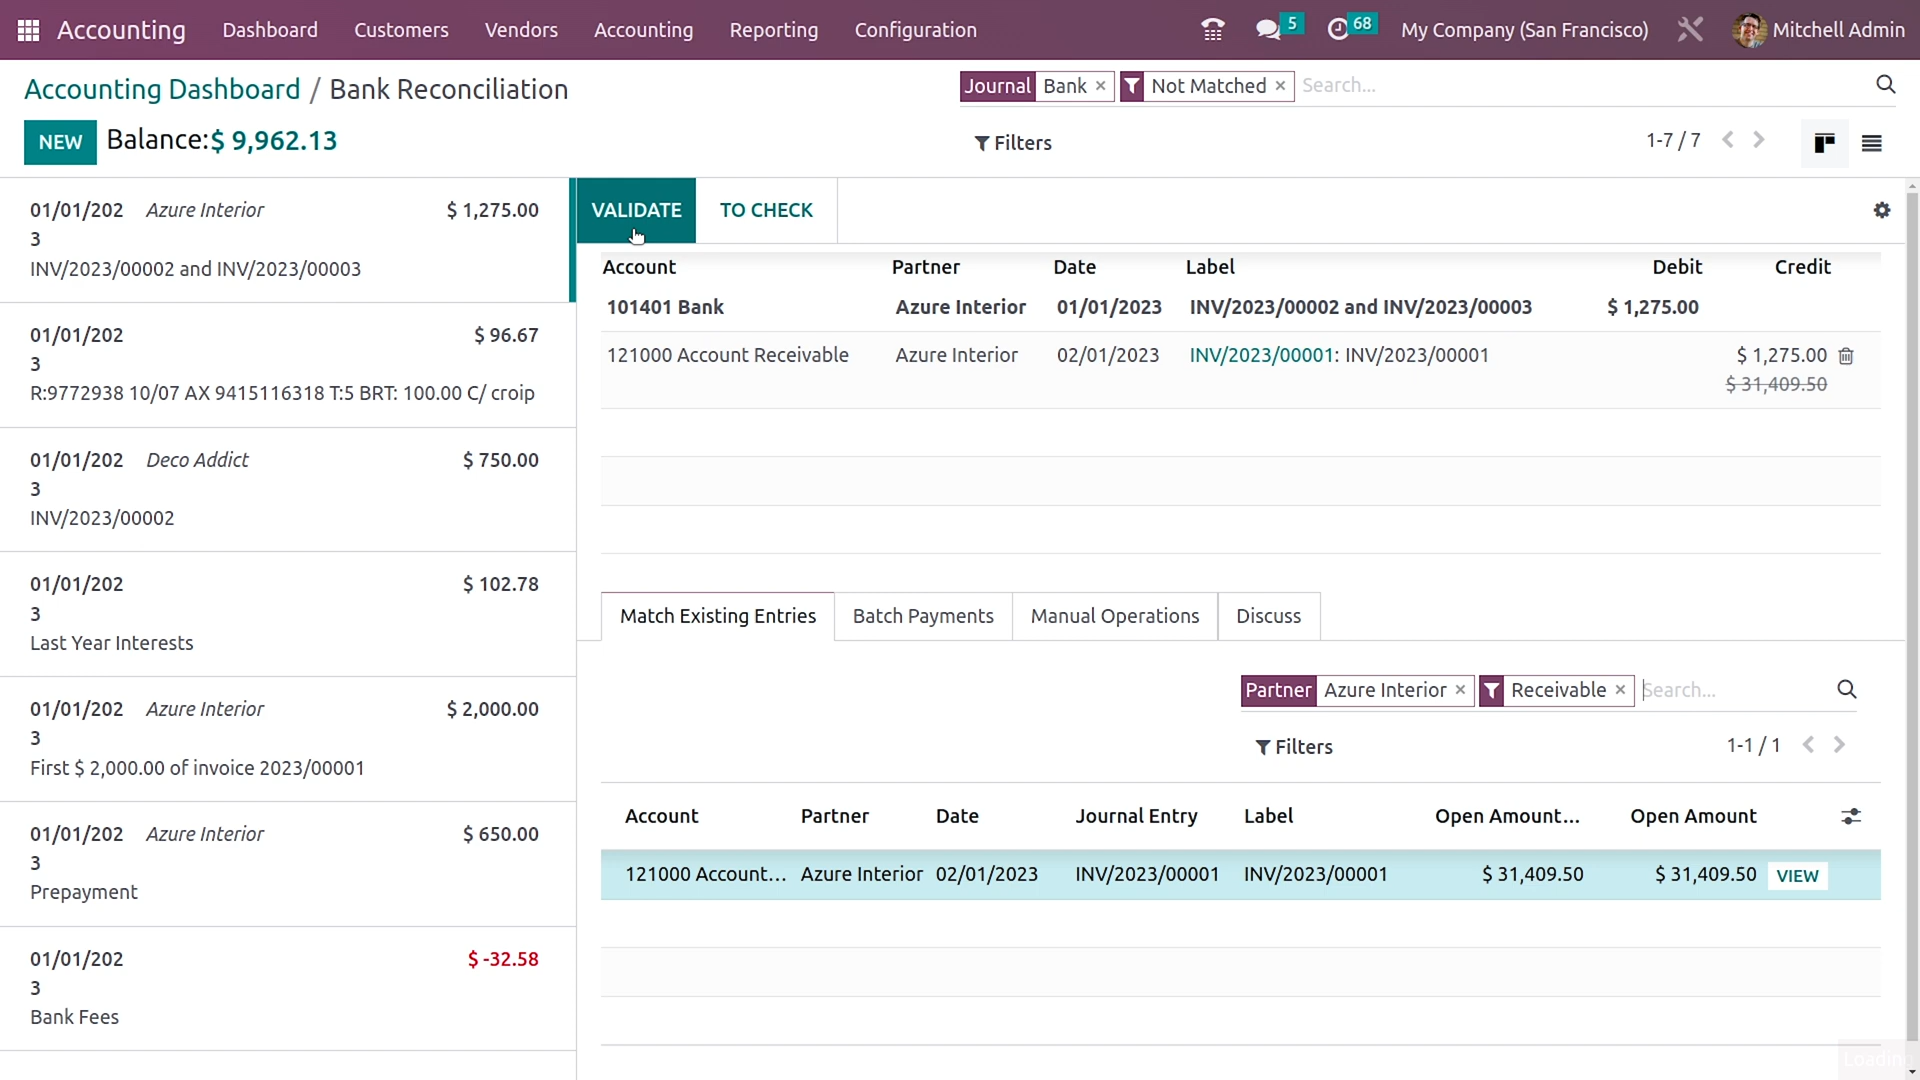 Accounting Dashboard Customers Vendors Accounting Reporting Configuration 5 68 My Company (San Francisco) Mitchell Admin
Accounting Dashboard / Bank Reconciliation
Journal Bank × Not Matched × Search...
NEW Balance:$ 9,962.13
Filters
1-7 / 7
01/01/202
3
Azure Interior
$ 1,275.00
INV/2023/00002 and INV/2023/00003
01/01/202
3
$ 96.67
R:9772938 10/07 AX 9415116318 T:5 BRT: 100.00 C/ croip
01/01/202
3
Deco Addict
$ 750.00
INV/2023/00002
01/01/202
3
$ 102.78
Last Year Interests
01/01/202
3
Azure Interior
$ 2,000.00
First $ 2,000.00 of invoice 2023/00001
01/01/202
3
Azure Interior
$ 650.00
Prepayment
01/01/202
3
$ -32.58
Bank Fees
VALIDATE TO CHECK
Account Partner Date Label Debit Credit
101401 Bank Azure Interior 01/01/2023 INV/2023/00002 and INV/2023/00003 $ 1,275.00
121000 Account Receivable Azure Interior 02/01/2023 INV/2023/00001: INV/2023/00001 $ 1,275.00
$ 31,409.50
Match Existing Entries Batch Payments Manual Operations Discuss
Partner Azure Interior × Receivable × Search...
Filters 1-1 / 1
Account Partner Date Journal Entry Label Open Amount... Open Amount
121000 Account... Azure Interior 02/01/2023 INV/2023/00001 INV/2023/00001 $ 31,409.50 $ 31,409.50 VIEW
Loading